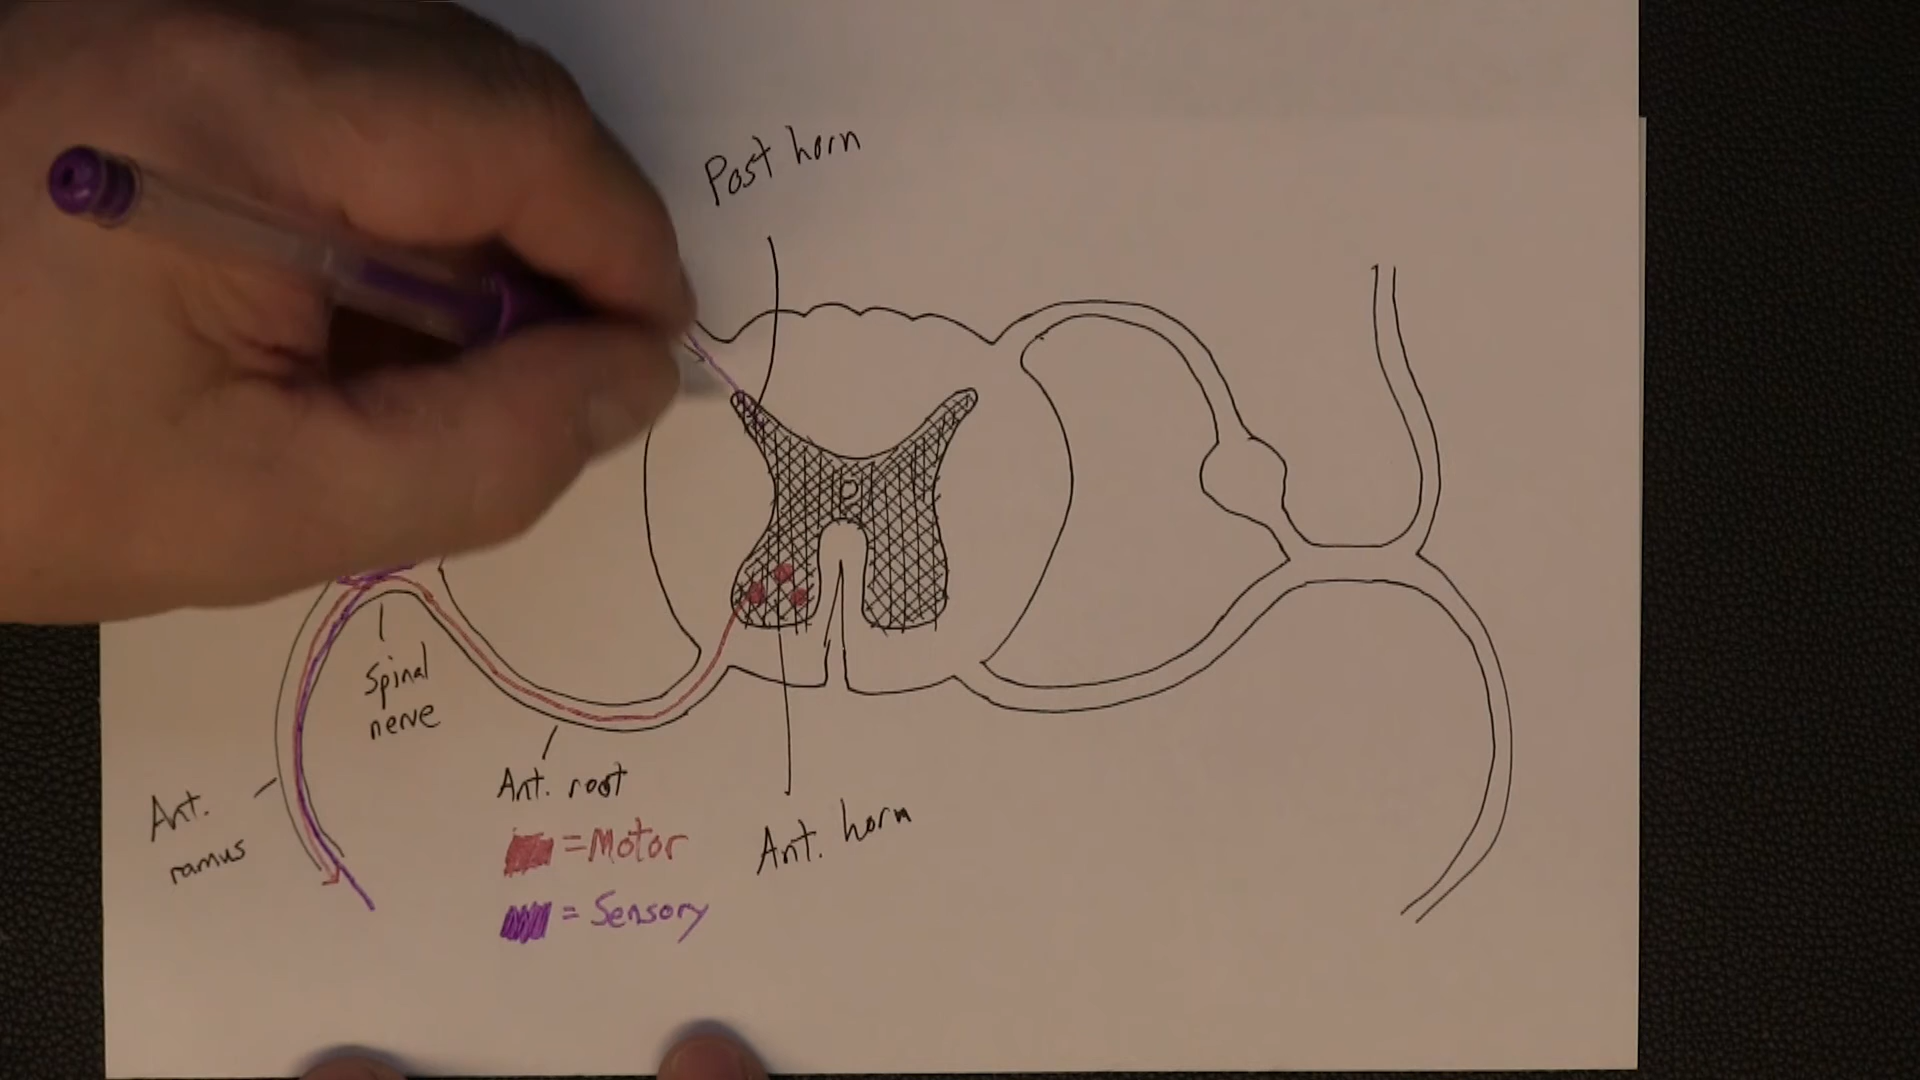 Post horn
Spinal
nerve
Ant.
ramus
Ant. root
= Motor
= Sensory
Ant. horn